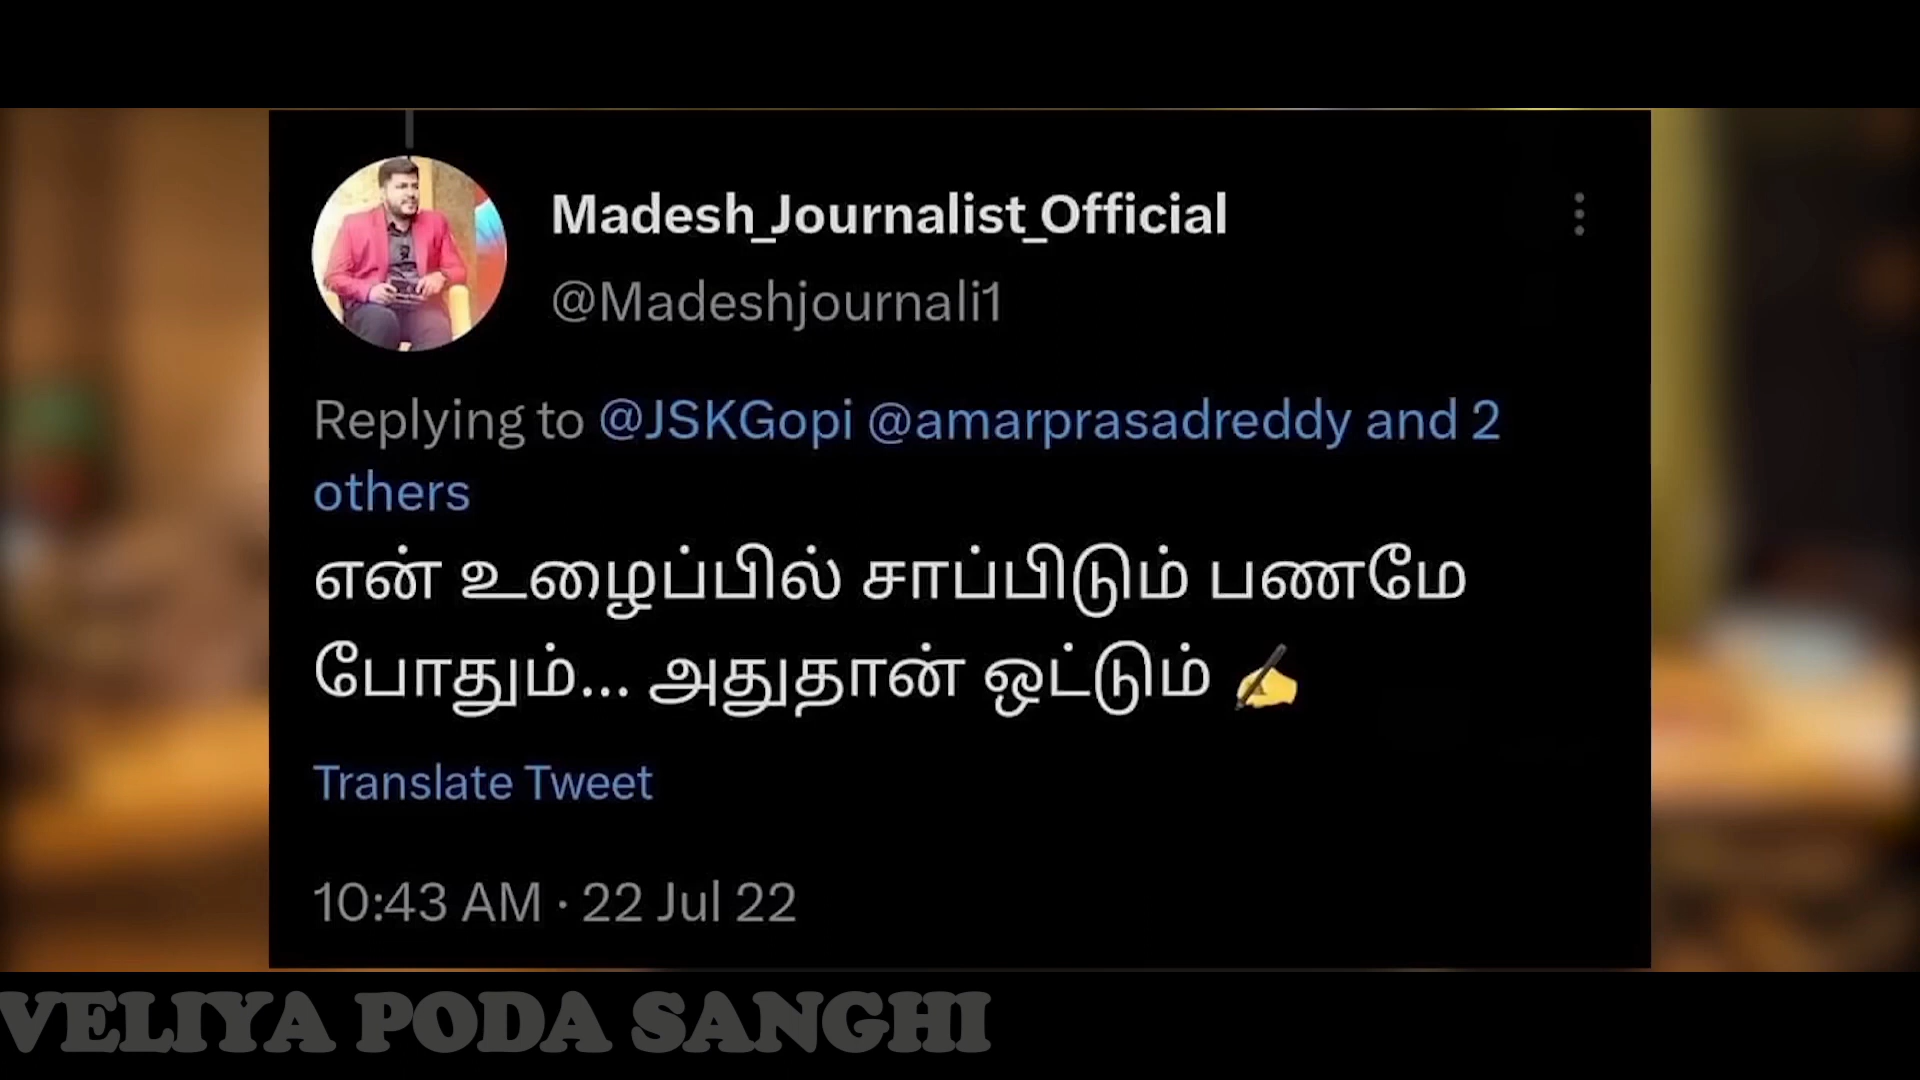 Madesh_Journalist_Official
@Madeshjournali1
Replying to @JSKGopi @amarprasadreddy and 2
others
என் உழைப்பில் சாப்பிடும் பணமே
போதும்... அதுதான் ஒட்டும் ✍
Translate Tweet
10:43 AM · 22 Jul 22
VELIYA PODA SANGHI